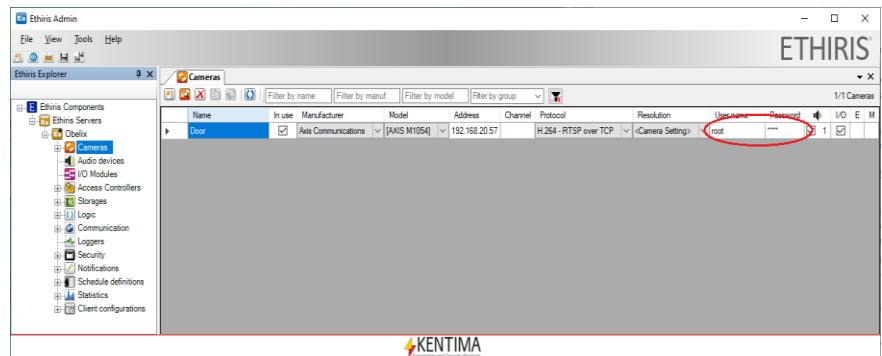 Ethiris Admin
File View Tools Help
ETHIRIS
Ethiris Explorer
Cameras
Filter by name Filter by manuf. Filter by model Filter by group
1/1 Cameras
Name In use Manufacturer Model Address Channel Protocol Resolution User name Password I/O E M
Door Axis Communications [AXIS M1054] 192.168.20.57 H.264 - RTSP over TCP <Camera Setting> root **** 1
Ethiris Components
Ethiris Servers
Obelix
Cameras
Audio devices
I/O Modules
Access Controllers
Storages
Logic
Communication
Loggers
Security
Notifications
Schedule definitions
Statistics
Client configurations
KENTIMA